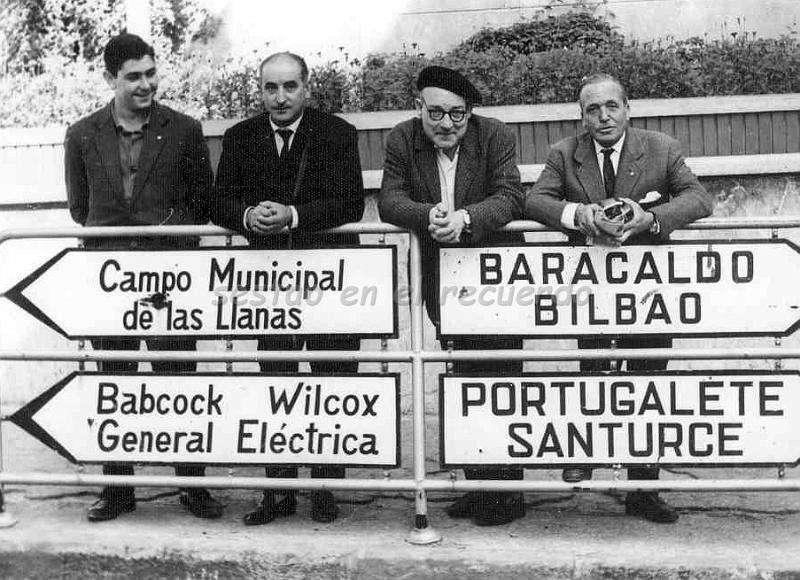 Campo Municipal
de las Llanas
BARACALDO
BILBAO
sestao en el recuerdo
Babcock Wilcox
General Eléctrica
PORTUGALETE
SANTURCE